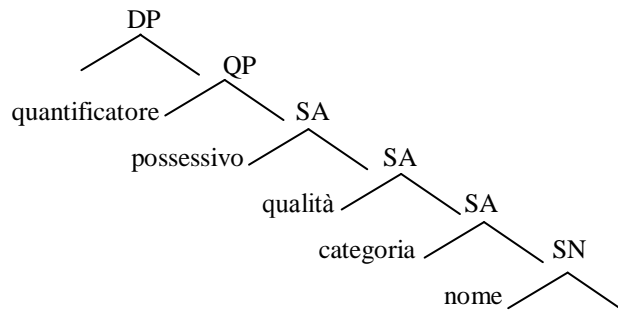 DP
QP
quantificatore
SA
possessivo
SA
qualità
SA
categoria
SN
nome